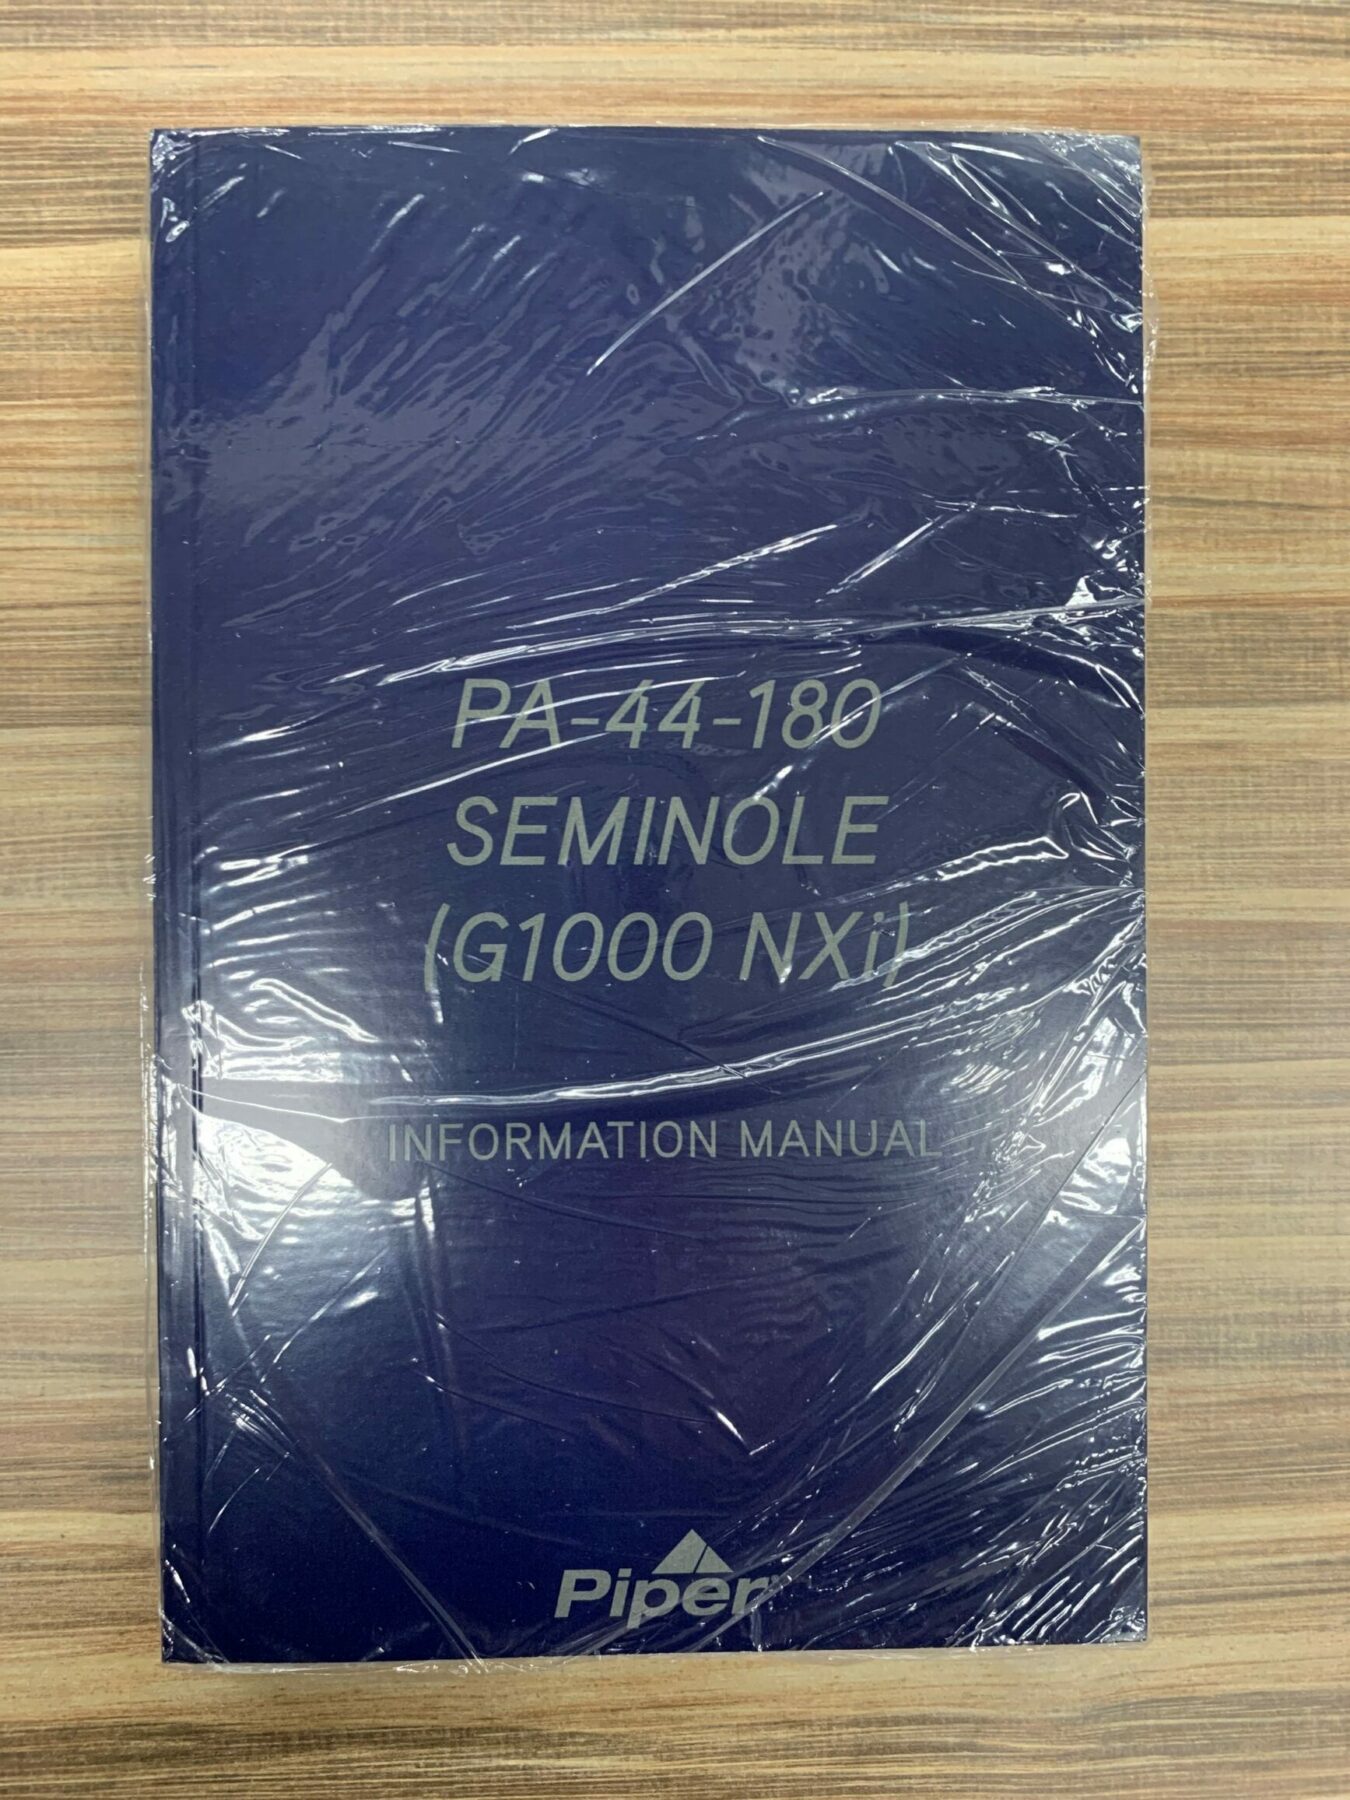 PA-44-180
SEMINOLE
(G1000 NXi)
INFORMATION MANUAL
Piper